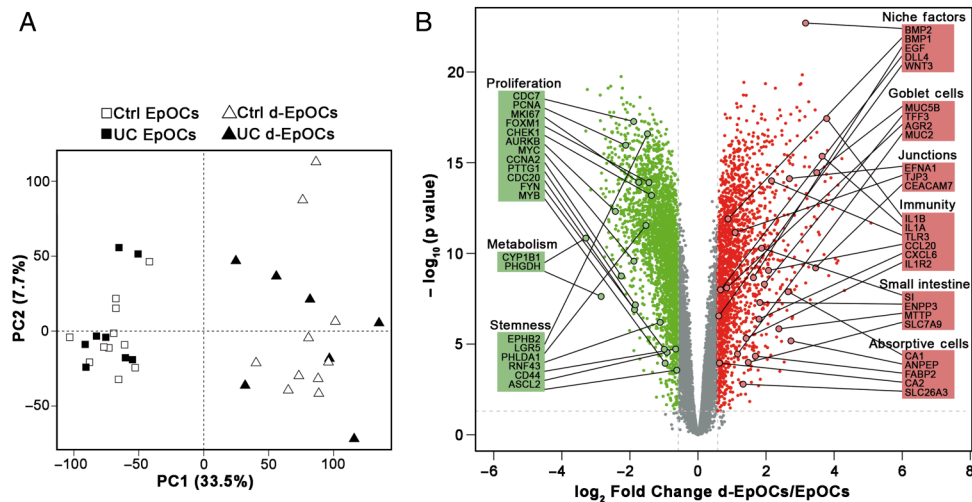 A
Ctrl EpOCs
Ctrl d-EpOCs
UC EpOCs
UC d-EpOCs
100
50
0
−50
PC2 (7.7%)
−100
−50
0
50
100
PC1 (33.5%)
B
20
15
10
5
0
− log10 (p value)
−6
−4
−2
0
2
4
6
8
log2 Fold Change d-EpOCs/EpOCs
Proliferation
CDC7
PCNA
MKI67
FOXM1
CHEK1
AURKB
MYC
CCNA2
PTTG1
CDC20
FYN
MYB
Metabolism
CYP1B1
PHGDH
Stemness
EPHB2
LGR5
PHLDA1
RNF43
CD44
ASCL2
Niche factors
BMP2
BMP1
EGF
DLL4
WNT3
Goblet cells
MUC5B
TFF3
AGR2
MUC2
Junctions
EFNA1
TJP3
CEACAM7
Immunity
IL1B
IL1A
TLR3
CCL20
CXCL6
IL1R2
Small intestine
SI
ENPP3
MTTP
SLC7A9
Absorptive cells
CA1
ANPEP
FABP2
CA2
SLC26A3